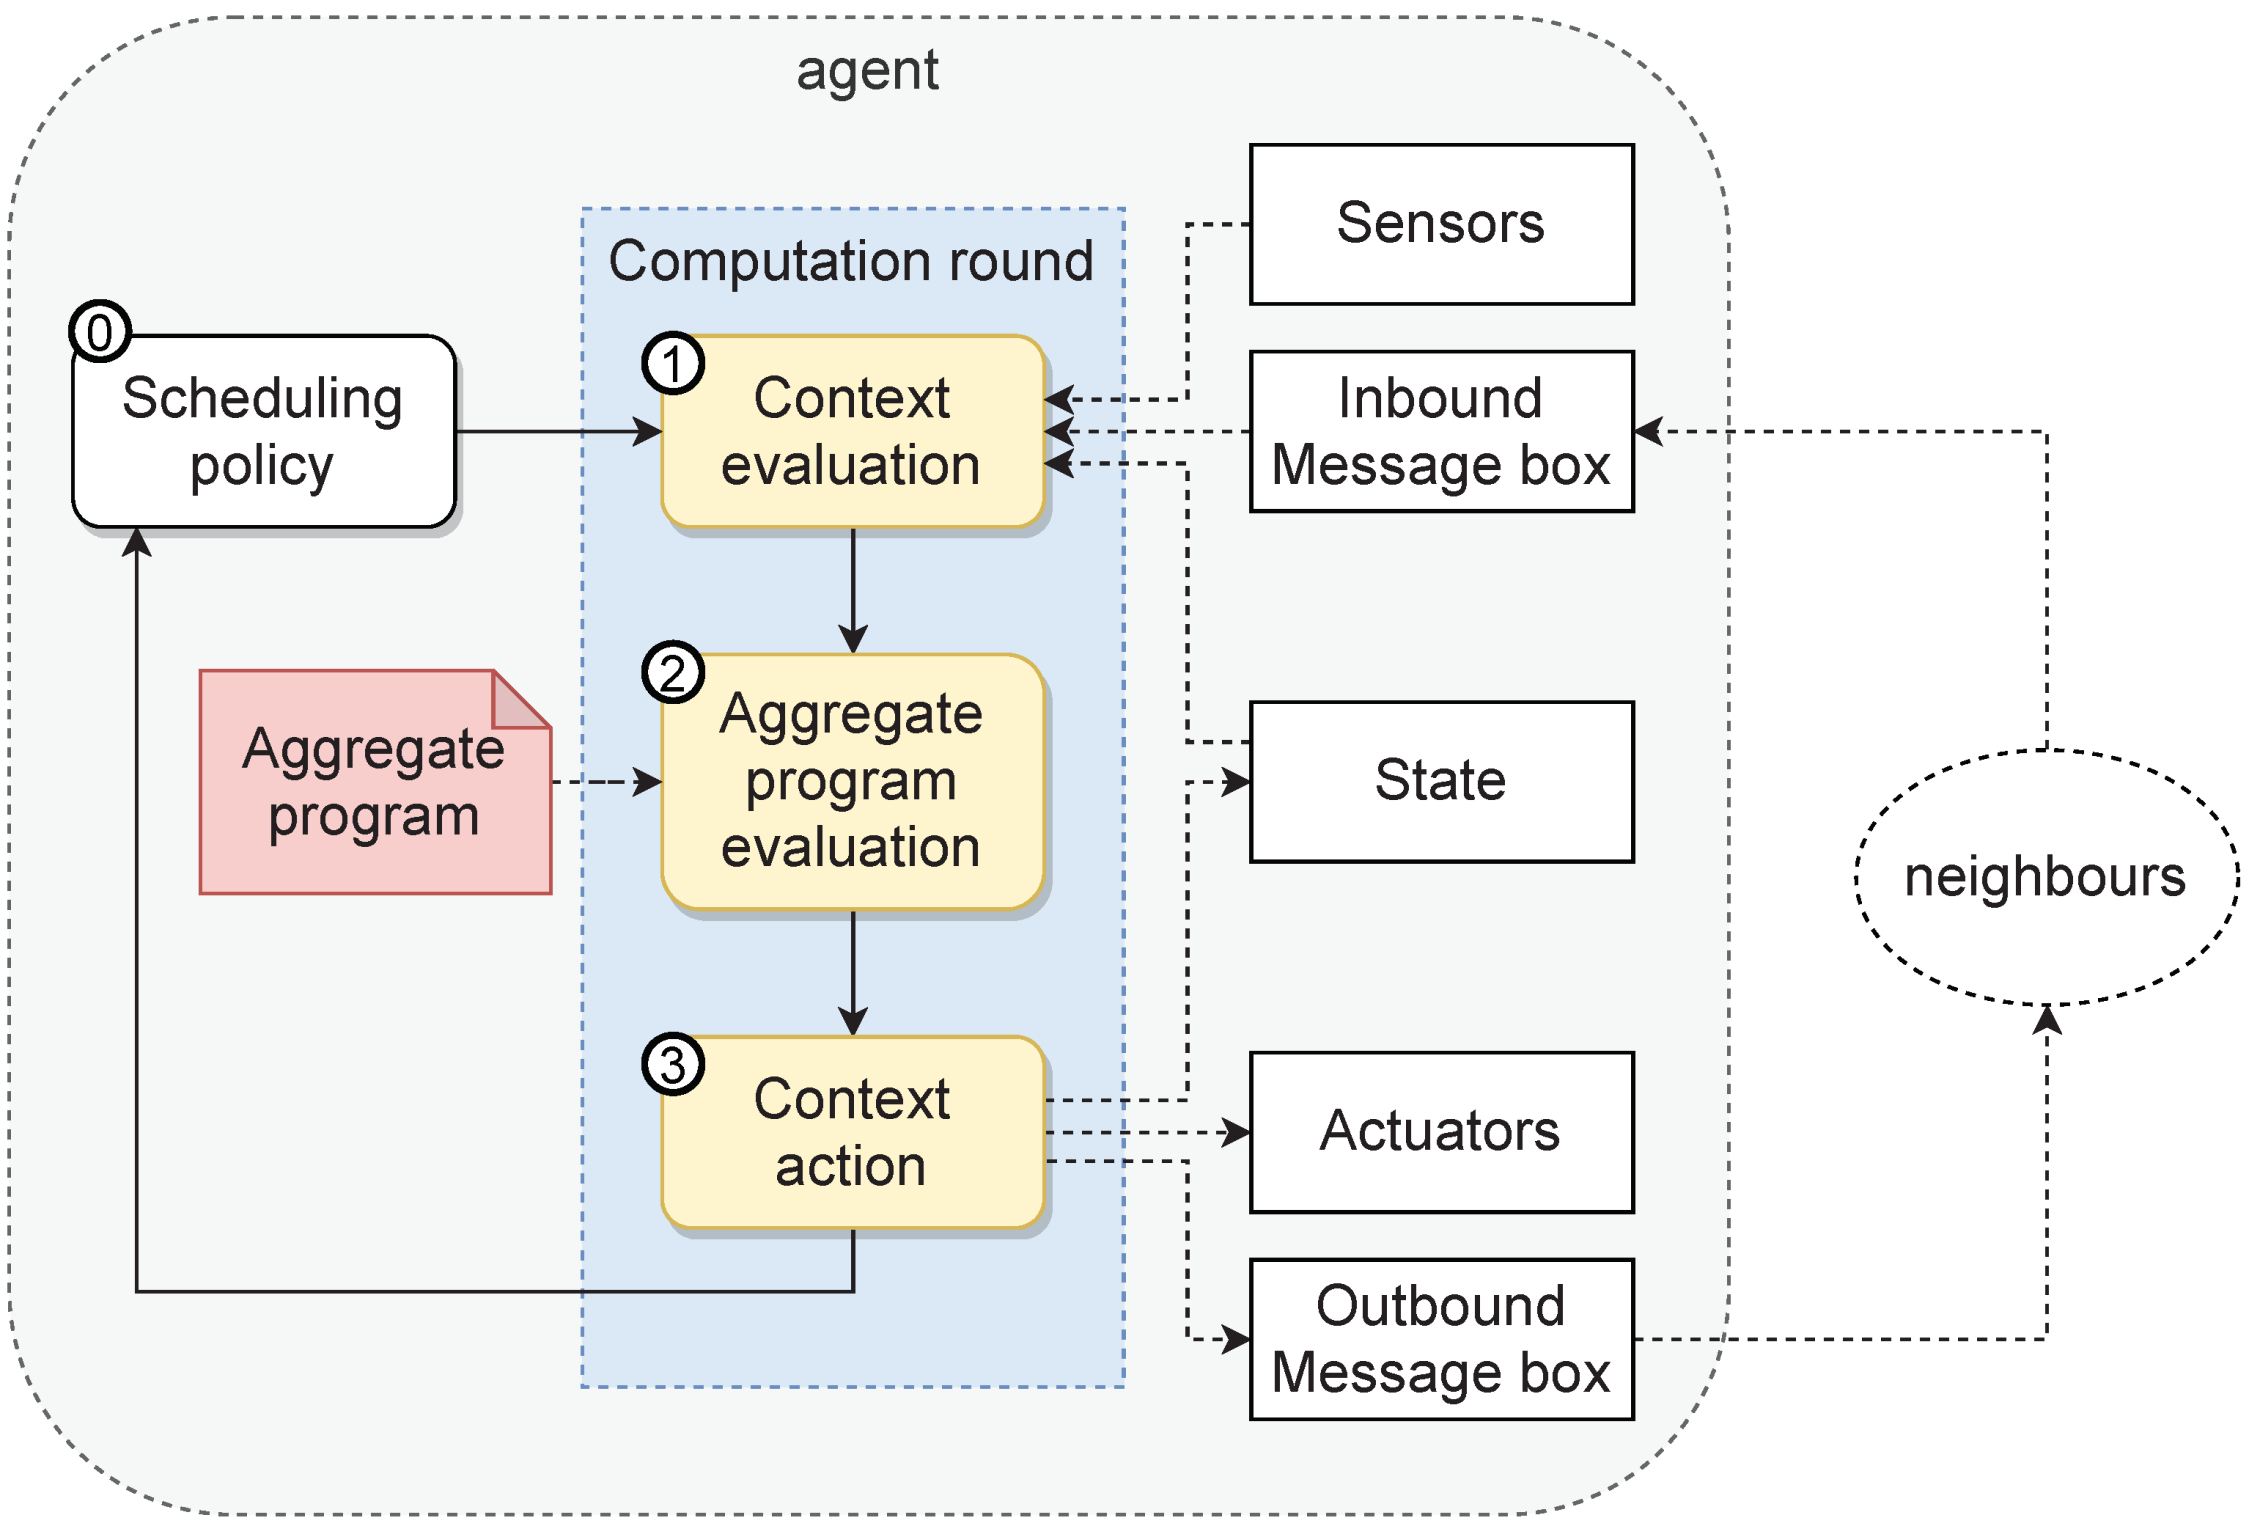 agent
Computation round
Sensors
0
Scheduling
policy
1
Context
evaluation
Inbound
Message box
Aggregate
program
2
Aggregate
program
evaluation
State
neighbours
3
Context
action
Actuators
Outbound
Message box